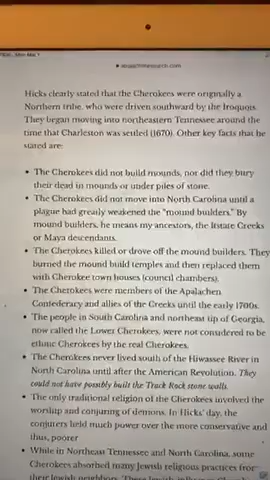 apalacheresearch.com
Hicks clearly stated that the Cherokees were originally a
Northern tribe, who were driven southward by the Iroquois.
They began moving into northeastern Tennessee around the
time that Charleston was settled (1670). Other key facts that he
stated are:
• The Cherokees did not build mounds, nor did they bury
their dead in mounds or under piles of stone.
• The Cherokees did not move into North Carolina until a
plague had greatly weakened the "mound builders." By
mound builders, he means my ancestors, the Itstate Creeks
or Maya descendants.
• The Cherokees killed or drove off the mound builders. They
burned the mound build temples and then replaced them
with Cherokee town houses (council chambers).
• The Cherokees were members of the Apalachen
Confederacy and allies of the Creeks until the early 1700s.
• The people in South Carolina and northeast tip of Georgia,
now called the Lower Cherokees, were not considered to be
ethnic Cherokees by the real Cherokees.
• The Cherokees never lived south of the Hiwassee River in
North Carolina until after the American Revolution. They
could not have possibly built the Track Rock stone walls.
• The only traditional religion of the Cherokees involved the
worship and conjuring of demons. In Hicks' day, the
conjurers held much power over the more conservative and
thus, poorer
• While in Northeast Tennessee and North Carolina, some
Cherokees absorbed many Jewish religious practices from
their Jewish neighbors. These Jewish